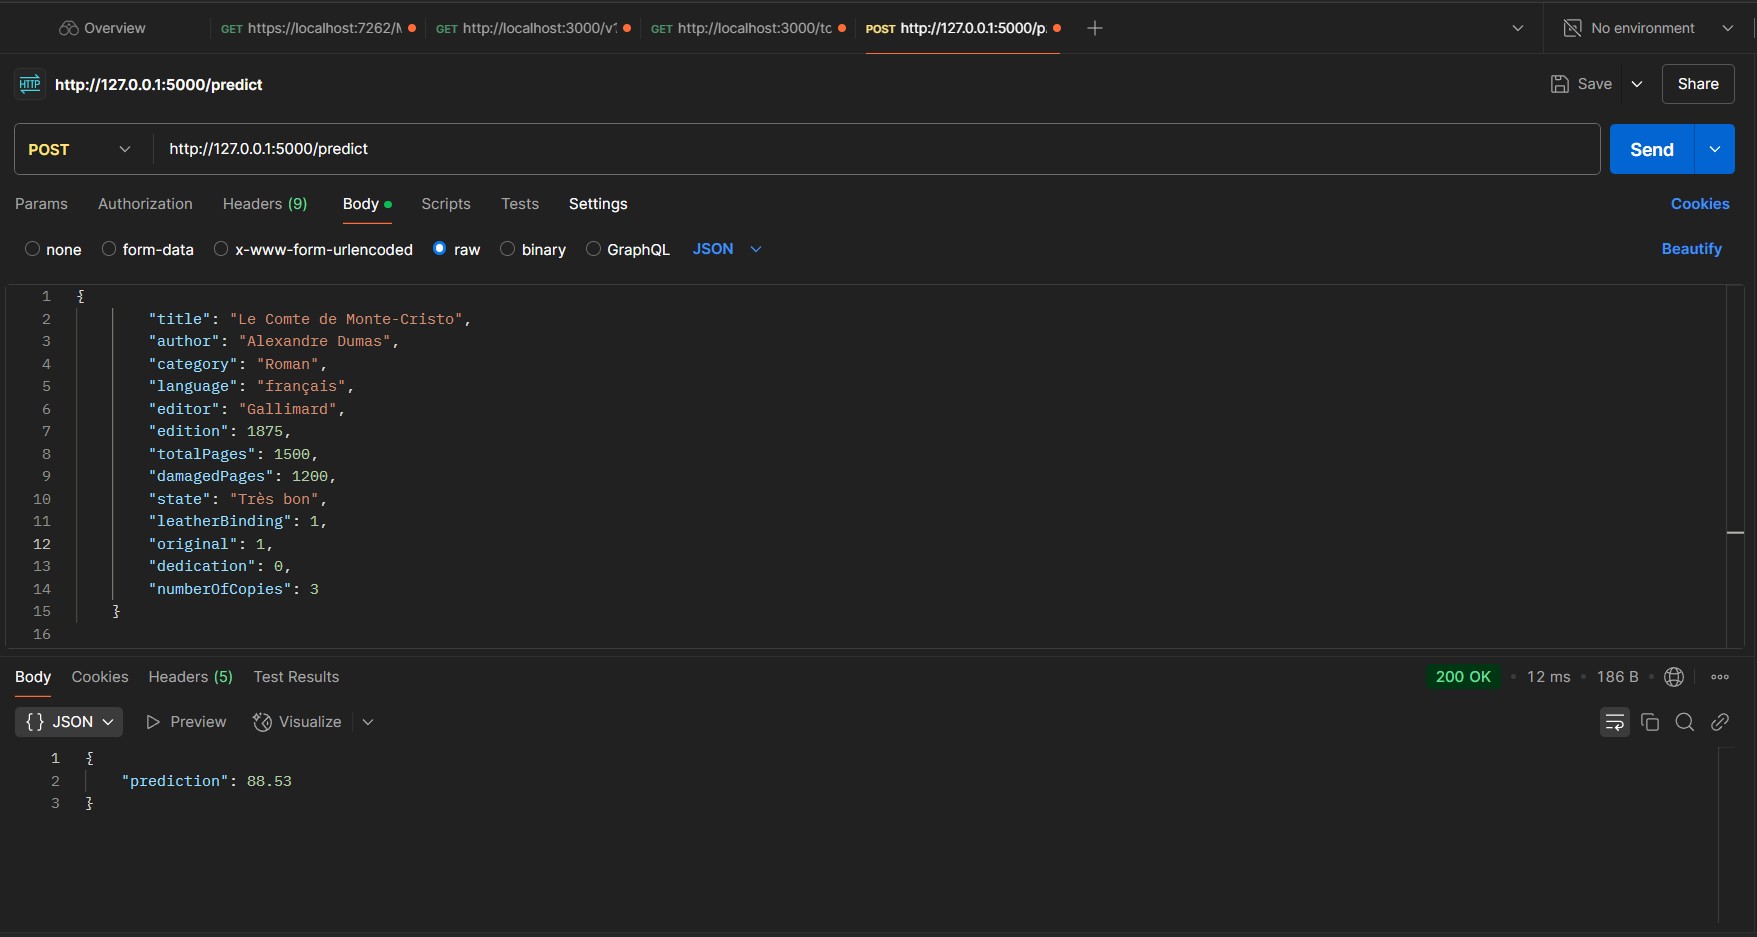 Overview GET https://localhost:7262/M GET http://localhost:3000/v1 GET http://localhost:3000/tc POST http://127.0.0.1:5000/p. No environment
HTTP http://127.0.0.1:5000/predict Save Share
POST http://127.0.0.1:5000/predict Send
Params Authorization Headers (9) Body Scripts Tests Settings Cookies
none form-data x-www-form-urlencoded raw binary GraphQL JSON Beautify
1 {
2 "title": "Le Comte de Monte-Cristo",
3 "author": "Alexandre Dumas",
4 "category": "Roman",
5 "language": "français",
6 "editor": "Gallimard",
7 "edition": 1875,
8 "totalPages": 1500,
9 "damagedPages": 1200,
10 "state": "Très bon",
11 "leatherBinding": 1,
12 "original": 1,
13 "dedication": 0,
14 "numberOfCopies": 3
15 }
16
Body Cookies Headers (5) Test Results 200 OK • 12 ms • 186 B
{} JSON Preview Visualize
1 {
2 "prediction": 88.53
3 }